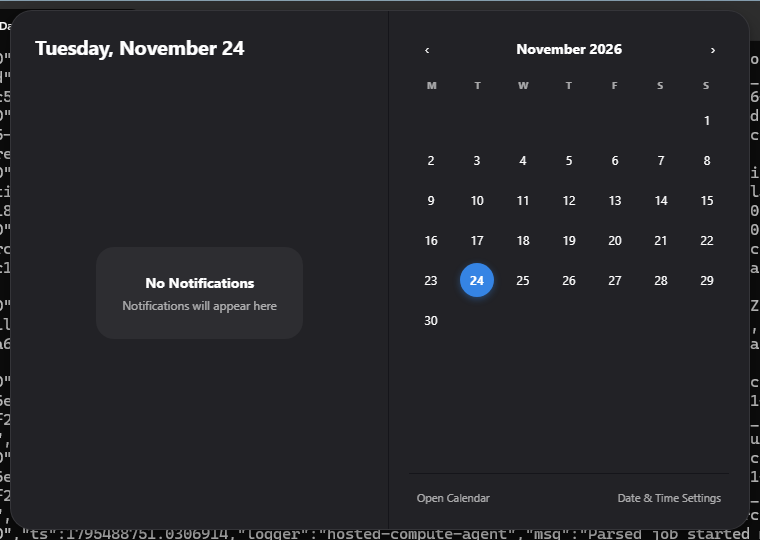 Tuesday, November 24
No Notifications
Notifications will appear here
‹ November 2026 ›
M T W T F S S
1
2 3 4 5 6 7 8
9 10 11 12 13 14 15
16 17 18 19 20 21 22
23 24 25 26 27 28 29
30
Open Calendar Date & Time Settings
","ts":1795488751.0306914,"logger":"hosted-compute-agent","msg":"Parsed job started